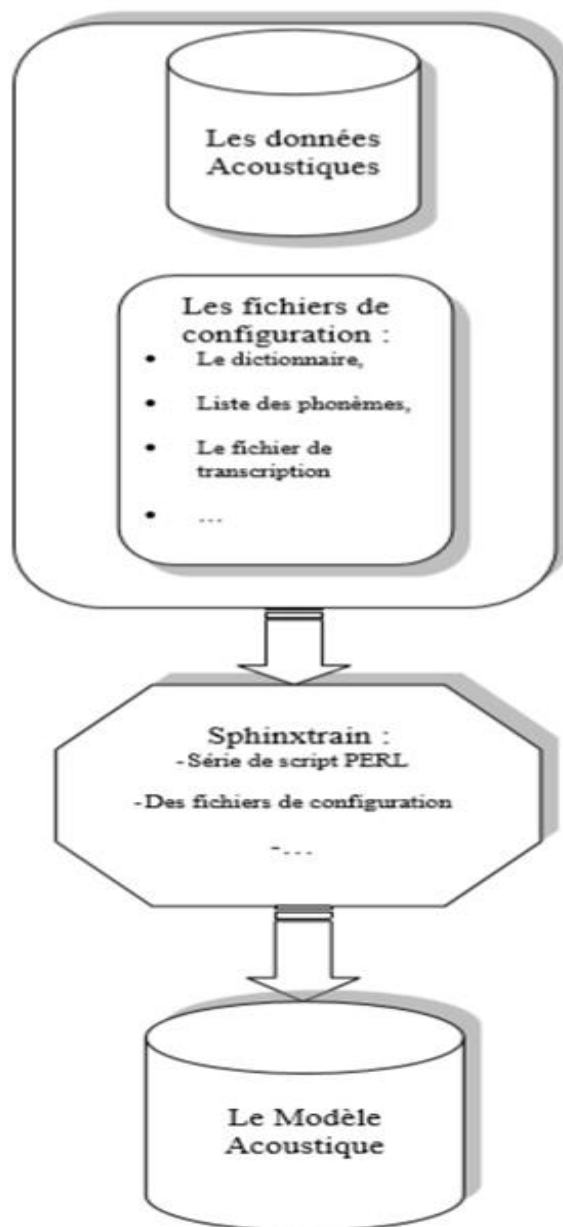 Les données
Acoustiques
Les fichiers de
configuration :
• Le dictionnaire,
• Liste des phonèmes,
• Le fichier de
transcription
• ...
Sphinxtrain :
-Série de script PERL
-Des fichiers de configuration
-...
Le Modèle
Acoustique